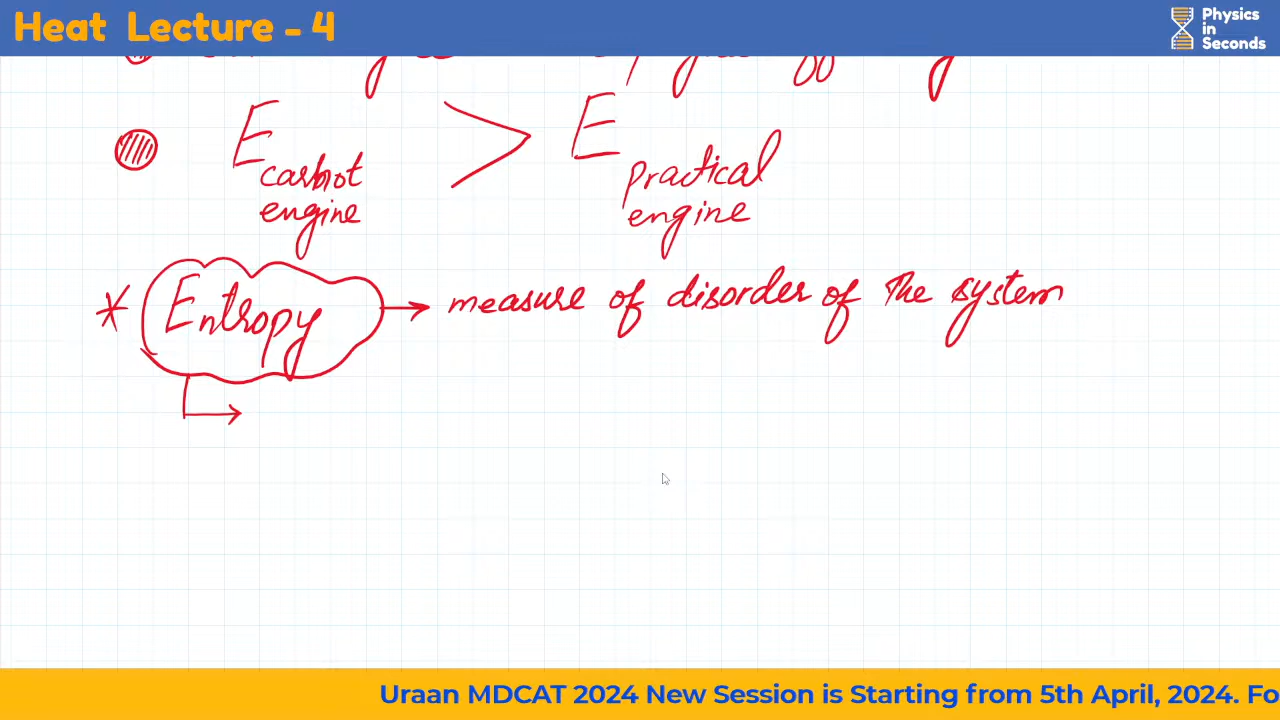 Heat Lecture - 4
Physics
in
Seconds
E carnot engine > E practical engine
* Entropy → measure of disorder of the system
Uraan MDCAT 2024 New Session is Starting from 5th April, 2024. Fo